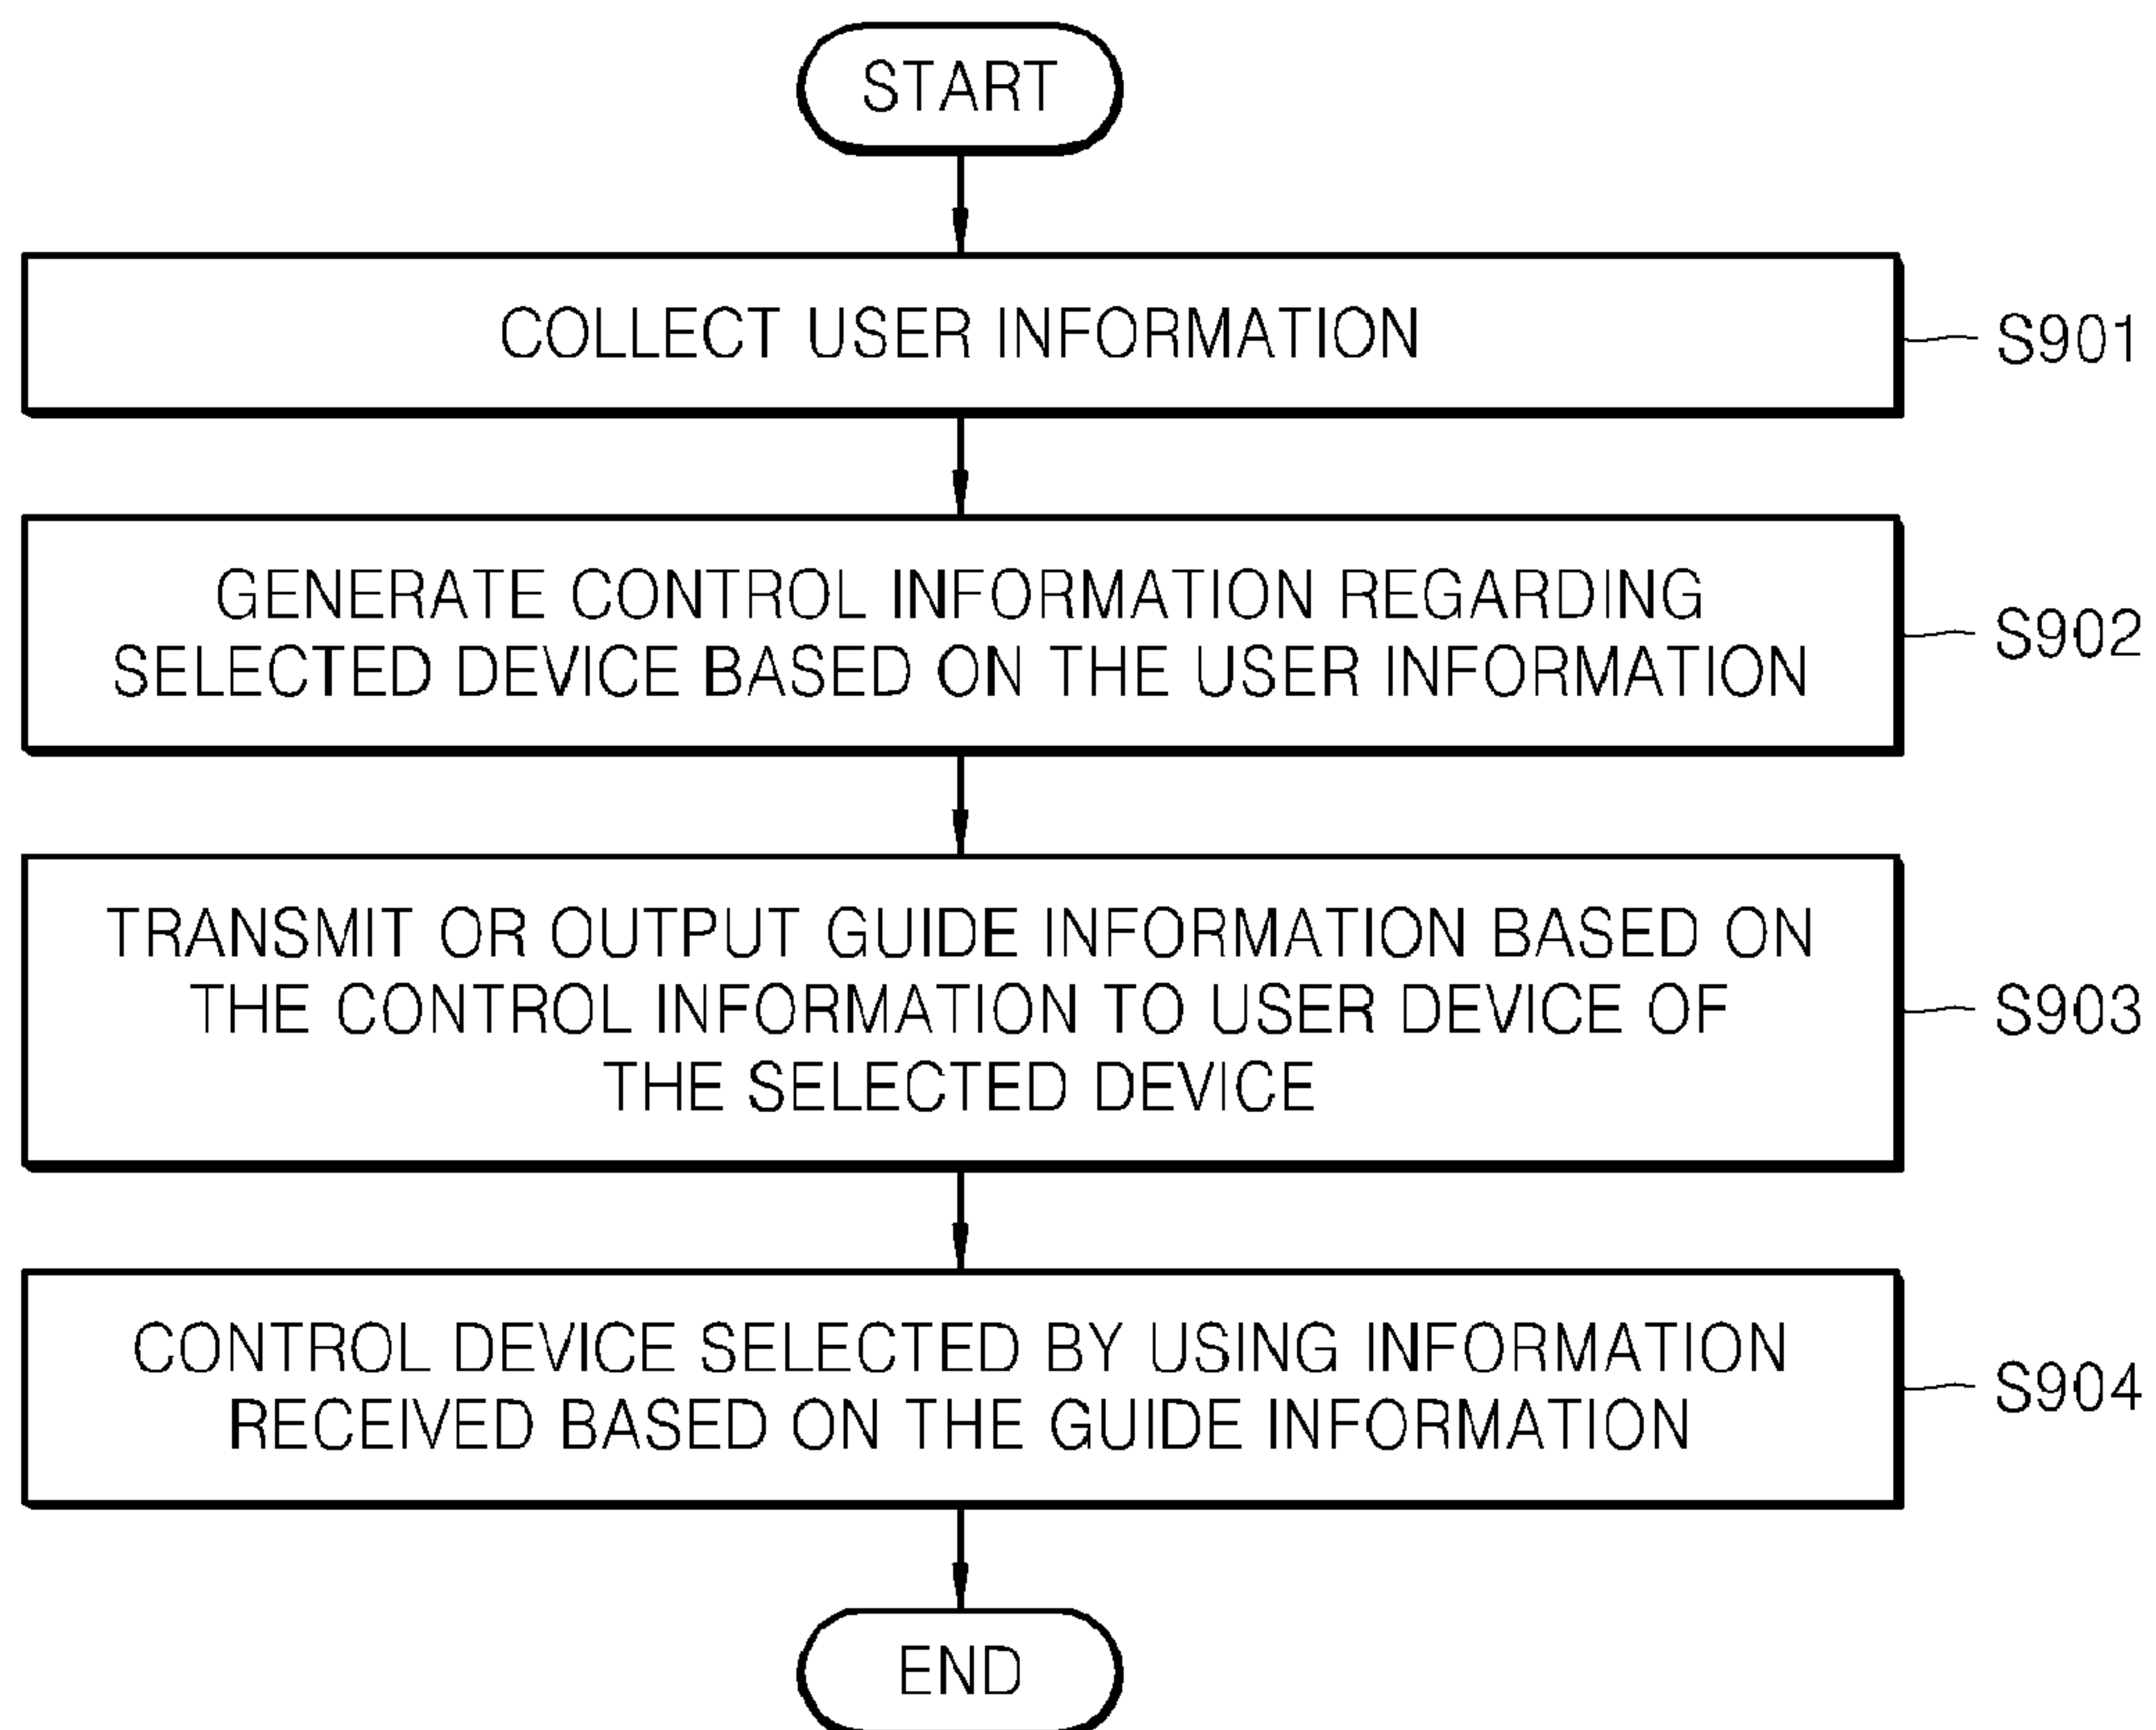 START
COLLECT USER INFORMATION
S901
GENERATE CONTROL INFORMATION REGARDING
SELECTED DEVICE BASED ON THE USER INFORMATION
S902
TRANSMIT OR OUTPUT GUIDE INFORMATION BASED ON
THE CONTROL INFORMATION TO USER DEVICE OF
THE SELECTED DEVICE
S903
CONTROL DEVICE SELECTED BY USING INFORMATION
RECEIVED BASED ON THE GUIDE INFORMATION
S904
END